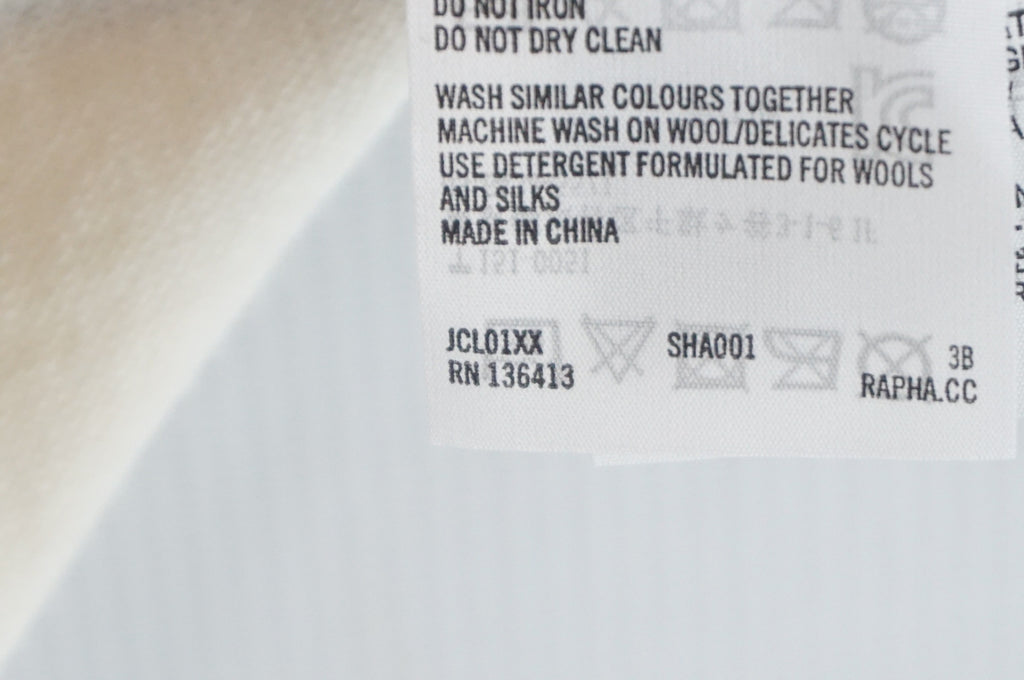 DO NOT IRON
DO NOT DRY CLEAN
WASH SIMILAR COLOURS TOGETHER
MACHINE WASH ON WOOL/DELICATES CYCLE
USE DETERGENT FORMULATED FOR WOOLS
AND SILKS
MADE IN CHINA
JCL01XX SHA001 3B
RN 136413 RAPHA.CC